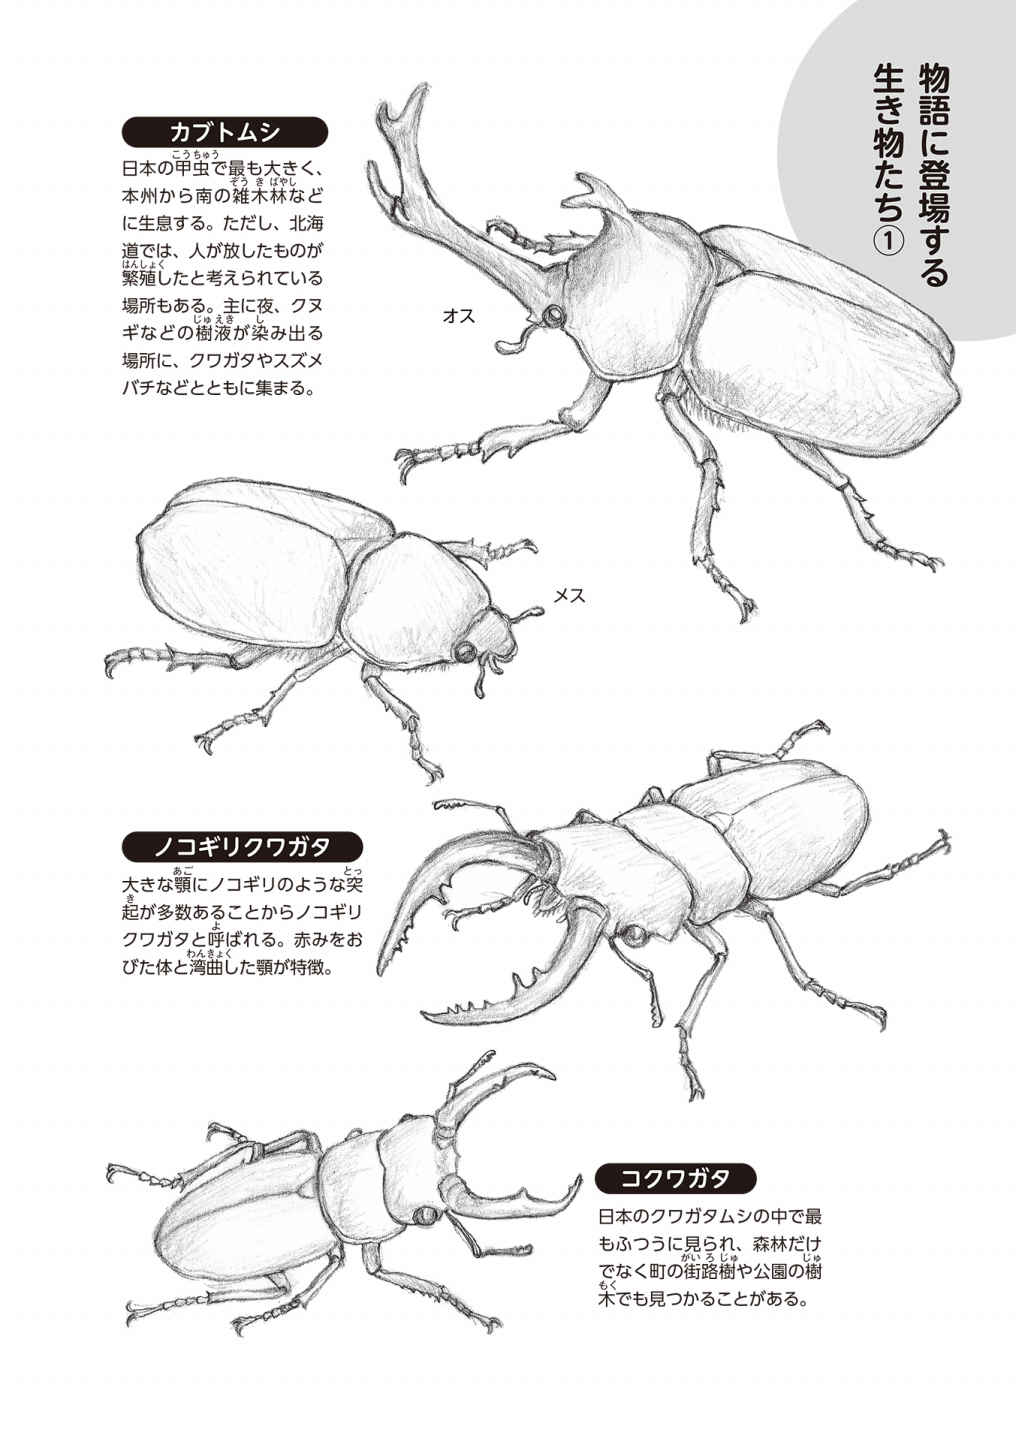 物語に登場する
生き物たち①
カブトムシ
日本の甲虫で最も大きく、
本州から南の雑木林など
に生息する。ただし、北海
道では、人が放したものが
繁殖したと考えられている
場所もある。主に夜、クヌ
ギなどの樹液が染み出る
場所に、クワガタやスズメ
バチなどとともに集まる。
オス
メス
ノコギリクワガタ
大きな顎にノコギリのような突
起が多数あることからノコギリ
クワガタと呼ばれる。赤みをお
びた体と湾曲した顎が特徴。
コクワガタ
日本のクワガタムシの中で最
もふつうに見られ、森林だけ
でなく町の街路樹や公園の樹
木でも見つかることがある。